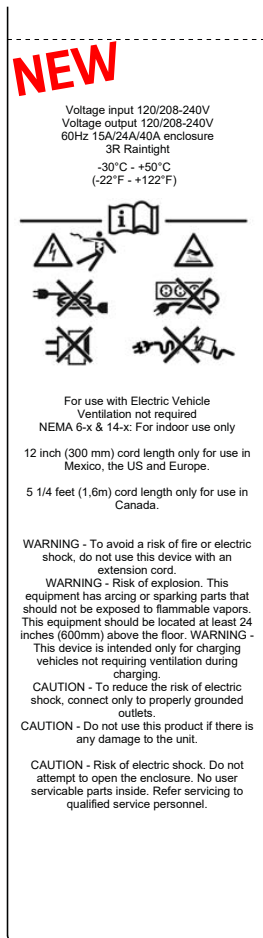 NEW
Voltage input 120/208-240V
Voltage output 120/208-240V
60Hz 15A/24A/40A enclosure
3R Raintight
-30°C - +50°C
(-22°F - +122°F)
i
For use with Electric Vehicle
Ventilation not required
NEMA 6-x & 14-x: For indoor use only
12 inch (300 mm) cord length only for use in
Mexico, the US and Europe.
5 1/4 feet (1,6m) cord length only for use in
Canada.
WARNING - To avoid a risk of fire or electric
shock, do not use this device with an
extension cord.
WARNING - Risk of explosion. This
equipment has arcing or sparking parts that
should not be exposed to flammable vapors.
This equipment should be located at least 24
inches (600mm) above the floor. WARNING -
This device is intended only for charging
vehicles not requiring ventilation during
charging.
CAUTION - To reduce the risk of electric
shock, connect only to properly grounded
outlets.
CAUTION - Do not use this product if there is
any damage to the unit.
CAUTION - Risk of electric shock. Do not
attempt to open the enclosure. No user
servicable parts inside. Refer servicing to
qualified service personnel.